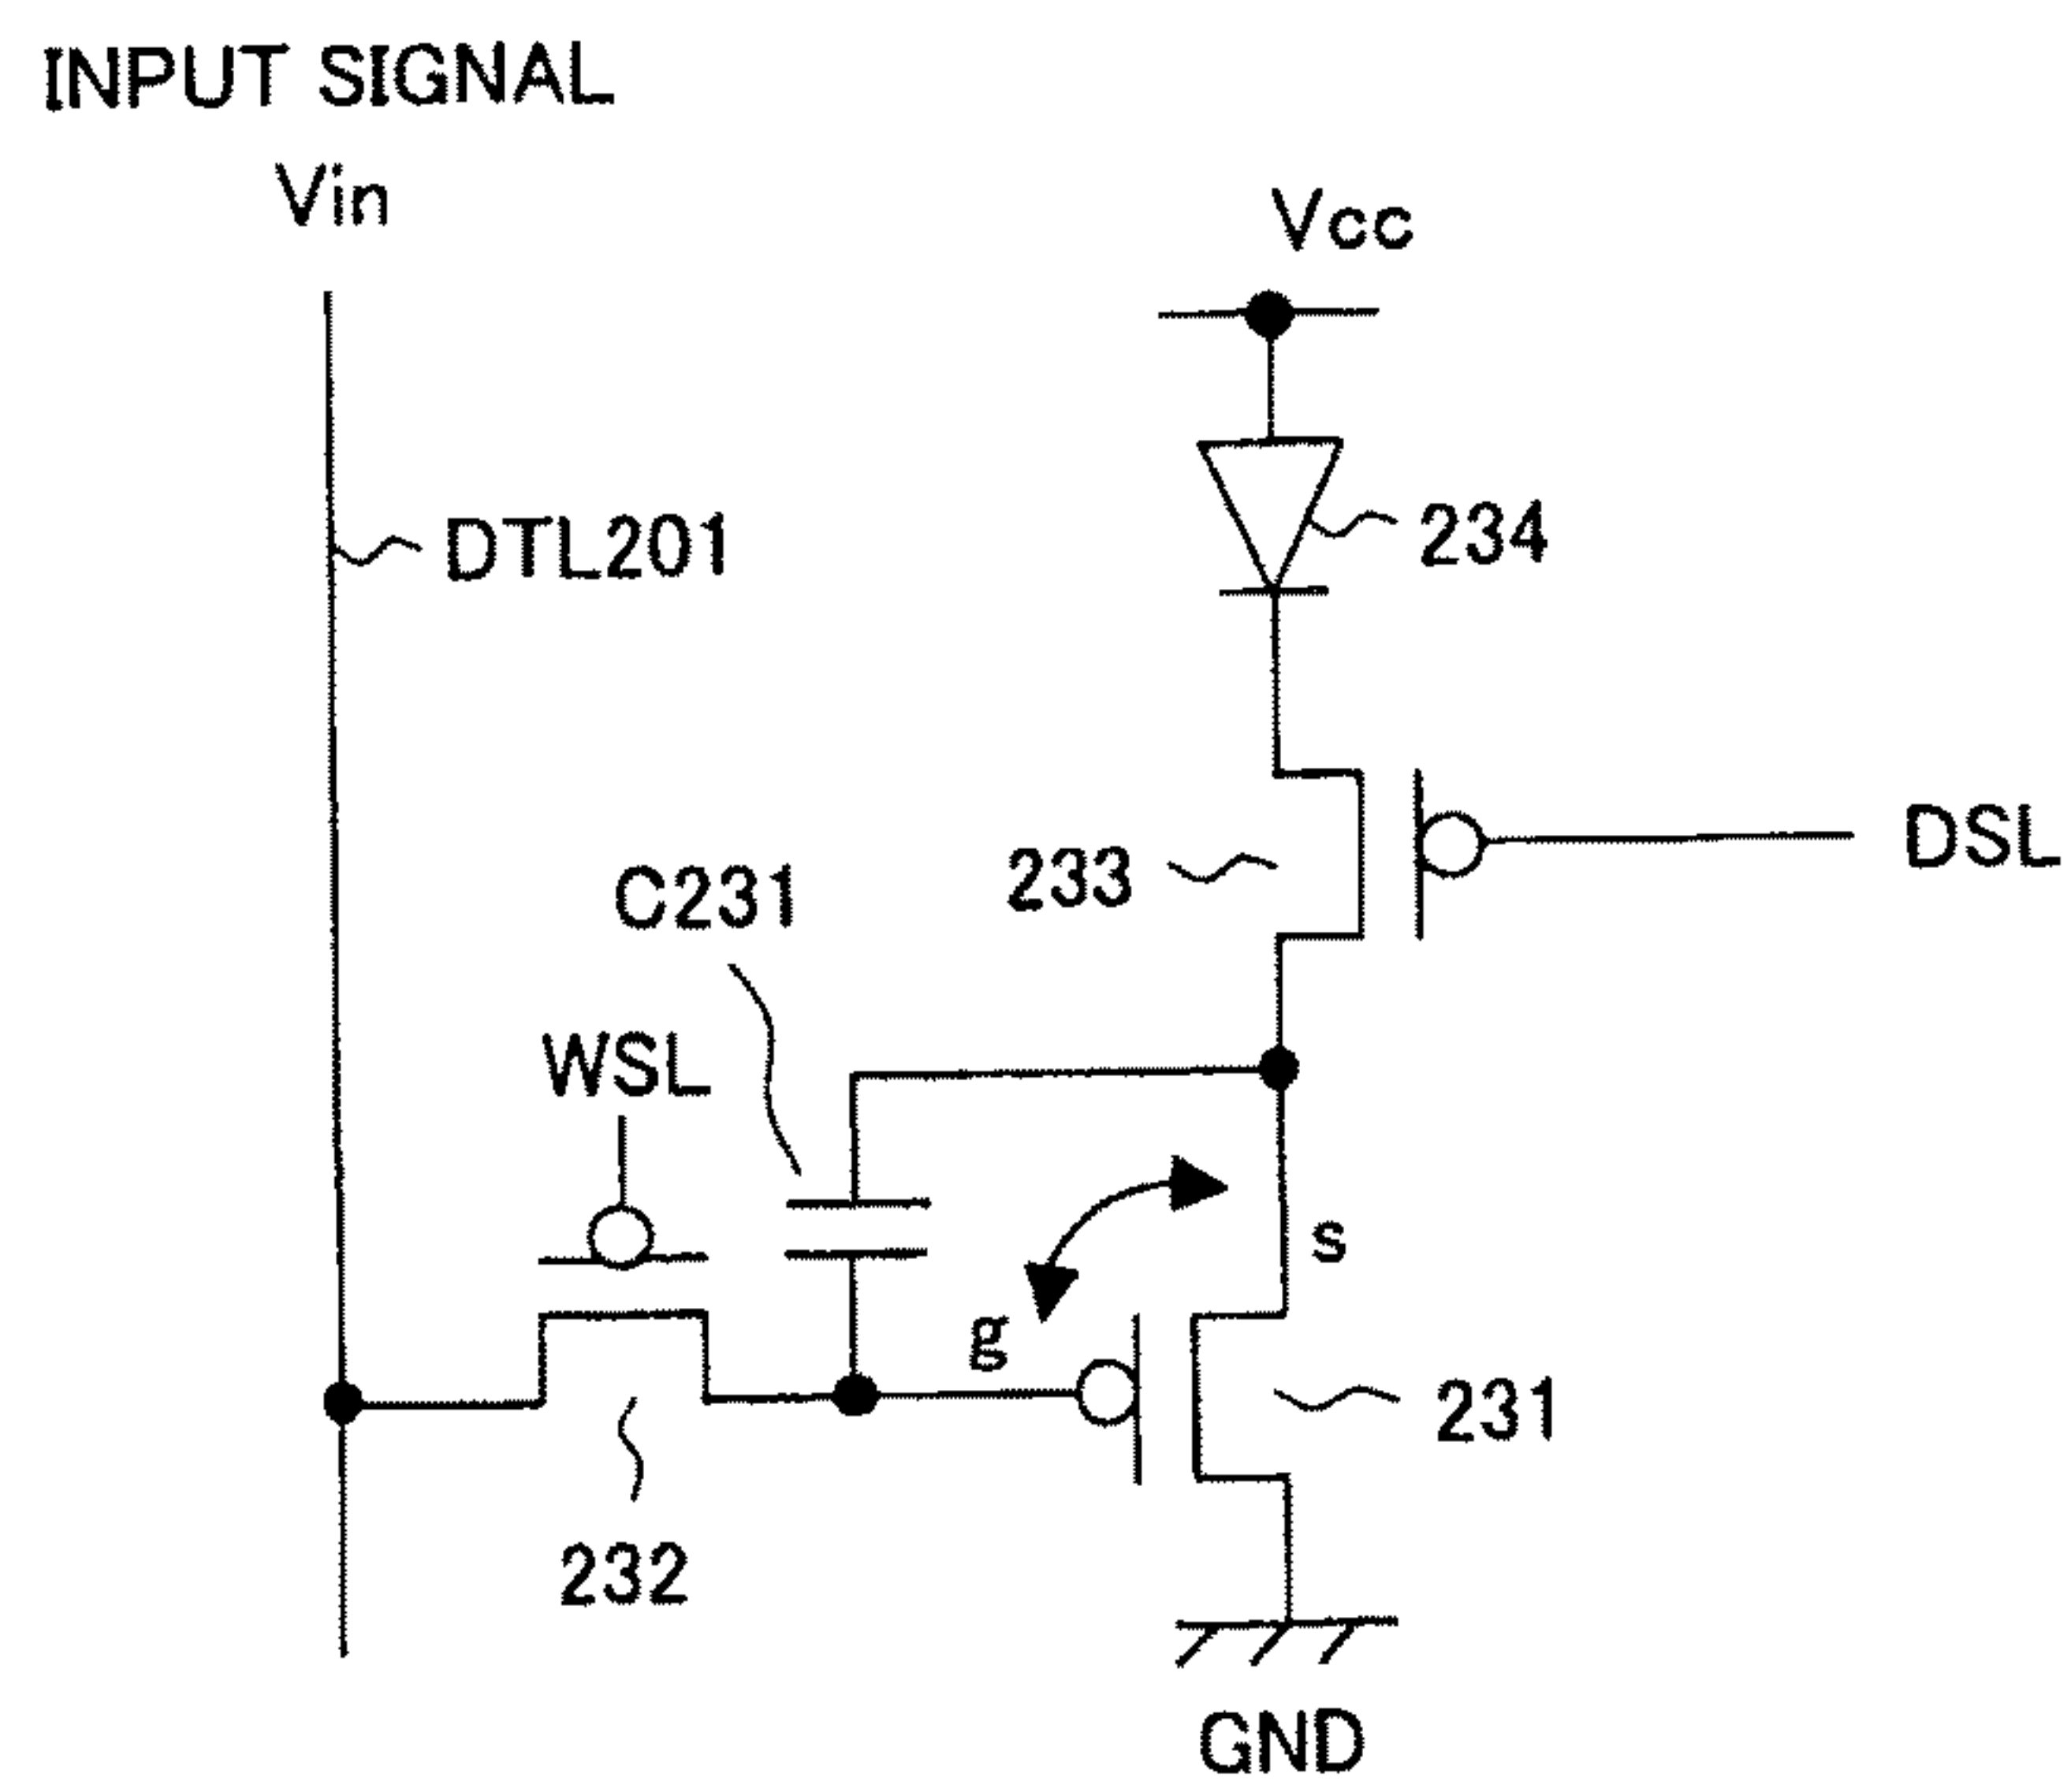 INPUT SIGNAL
Vin
Vcc
DTL201
234
DSL
233
C231
WSL
s
g
231
232
GND